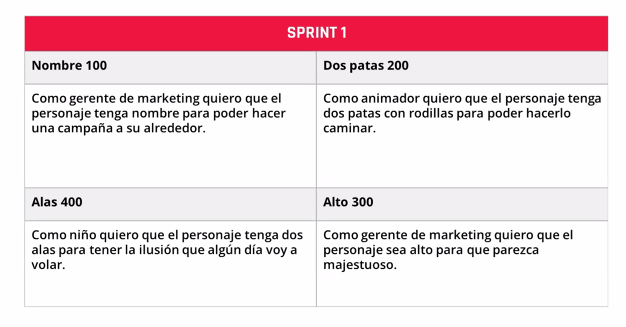 SPRINT 1
Nombre 100
Dos patas 200
Como gerente de marketing quiero que el
personaje tenga nombre para poder hacer
una campaña a su alrededor.
Como animador quiero que el personaje tenga
dos patas con rodillas para poder hacerlo
caminar.
Alas 400
Alto 300
Como niño quiero que el personaje tenga dos
alas para tener la ilusión que algún día voy a
volar.
Como gerente de marketing quiero que el
personaje sea alto para que parezca
majestuoso.